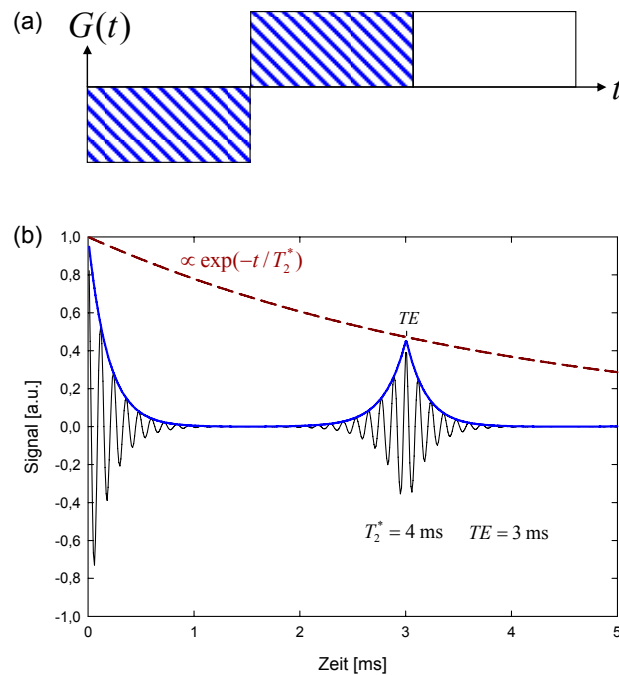 (a)
G(t)
t
(b)
1,0
0,8
0,6
0,4
0,2
0,0
-0,2
-0,4
-0,6
-0,8
-1,0
Signal [a.u.]
∝ exp(−t / T₂*)
TE
T₂* = 4 ms TE = 3 ms
0 1 2 3 4 5
Zeit [ms]